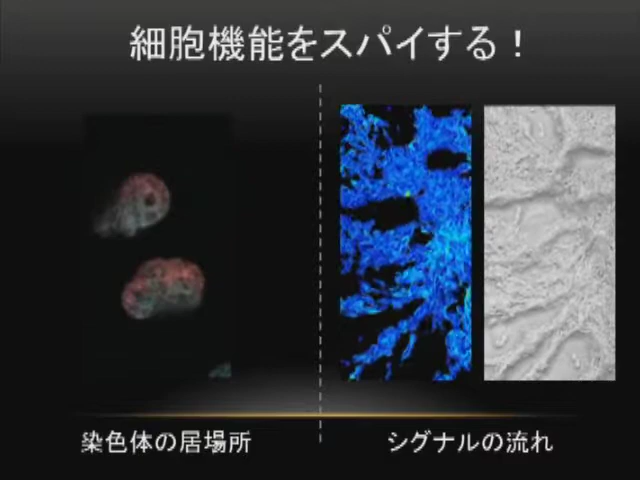 細胞機能をスパイする！
染色体の居場所
シグナルの流れ